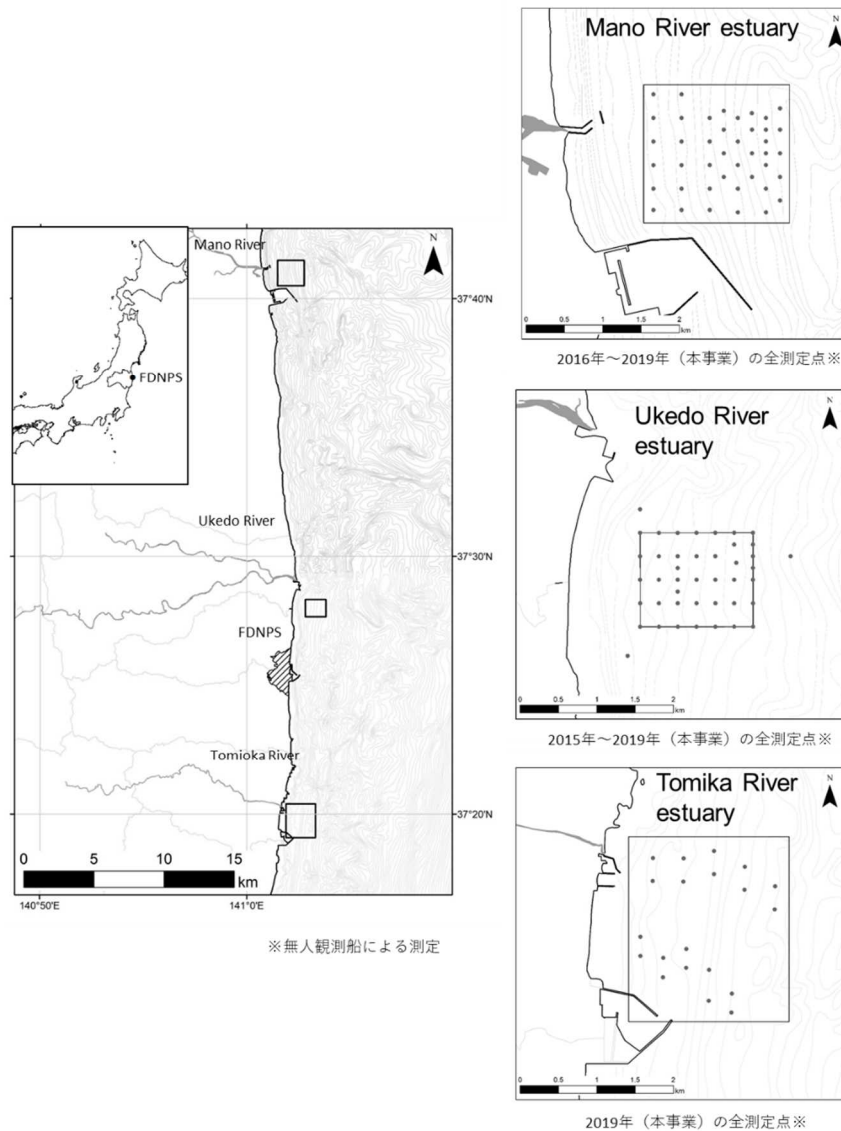 Mano River
N
37°40'N
FDNPS
Ukedo River
37°30'N
FDNPS
Tomioka River
37°20'N
0 5 10 15
km
140°50'E 141°0'E
※無人観測船による測定
Mano River estuary
N
0 0.5 1 1.5 2
km
2016年～2019年（本事業）の全測定点※
Ukedo River
estuary
N
0 0.5 1 1.5 2
km
2015年～2019年（本事業）の全測定点※
Tomika River
estuary
N
0 0.5 1 1.5 2
km
2019年（本事業）の全測定点※